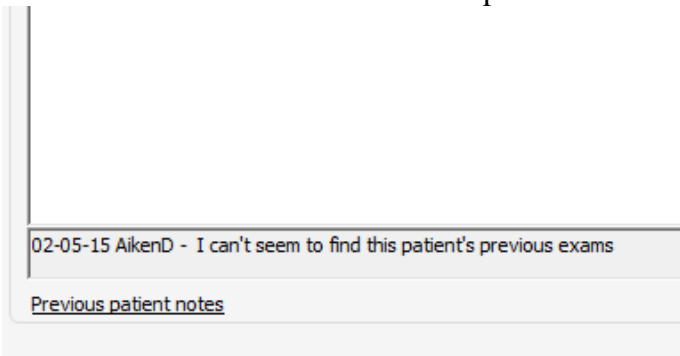 02-05-15 AikenD - I can't seem to find this patient's previous exams
Previous patient notes